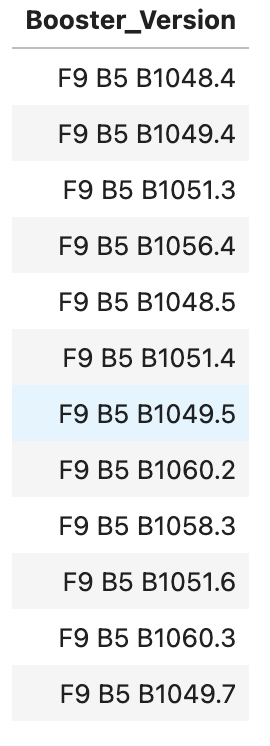 Booster_Version
F9 B5 B1048.4
F9 B5 B1049.4
F9 B5 B1051.3
F9 B5 B1056.4
F9 B5 B1048.5
F9 B5 B1051.4
F9 B5 B1049.5
F9 B5 B1060.2
F9 B5 B1058.3
F9 B5 B1051.6
F9 B5 B1060.3
F9 B5 B1049.7